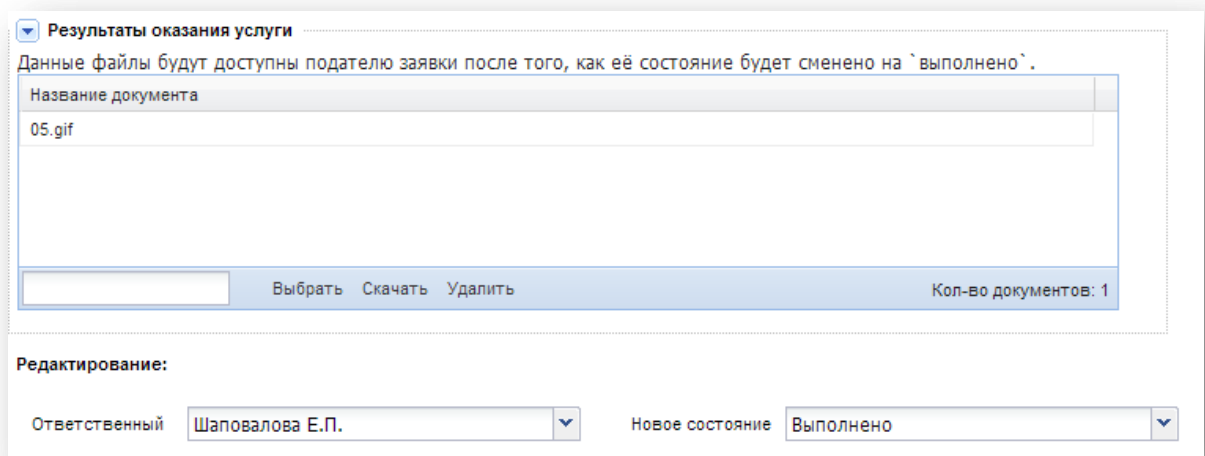 Результаты оказания услуги
Данные файлы будут доступны подателю заявки после того, как её состояние будет сменено на `выполнено`.
Название документа
05.gif
Выбрать Скачать Удалить Кол-во документов: 1
Редактирование:
Ответственный Шаповалова Е.П. Новое состояние Выполнено